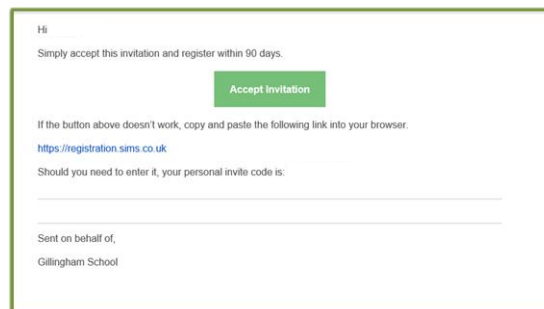 Hi
Simply accept this invitation and register within 90 days.
Accept Invitation
If the button above doesn't work, copy and paste the following link into your browser.
https://registration.sims.co.uk
Should you need to enter it, your personal invite code is:
Sent on behalf of,
Gillingham School